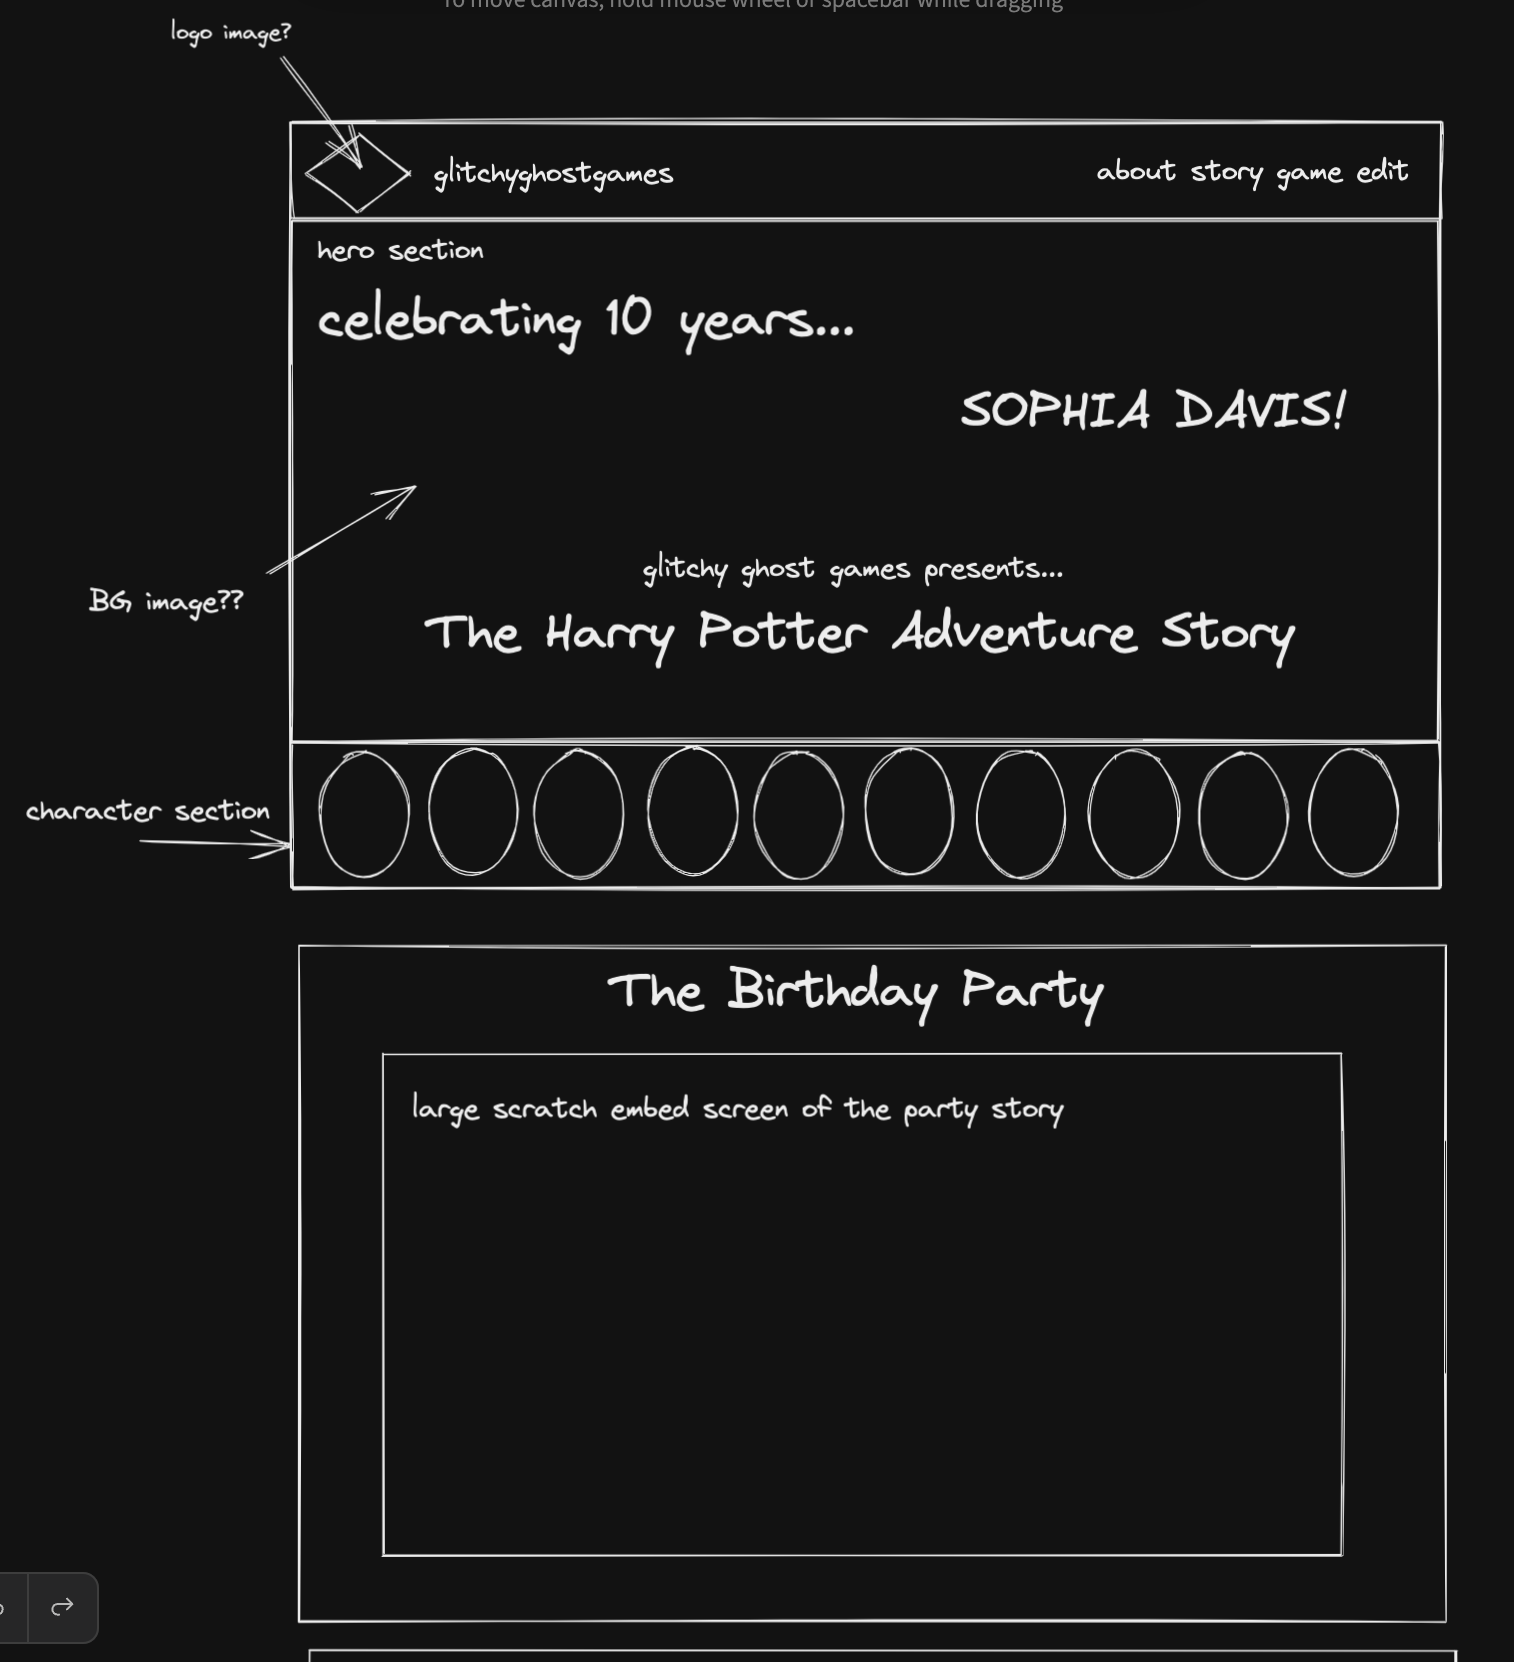 To move canvas, hold mouse wheel or spacebar while dragging
logo image?
glitchyghostgames
about story game edit
hero section
celebrating 10 years...
SOPHIA DAVIS!
BG image??
glitchy ghost games presents...
The Harry Potter Adventure Story
character section
The Birthday Party
large scratch embed screen of the party story